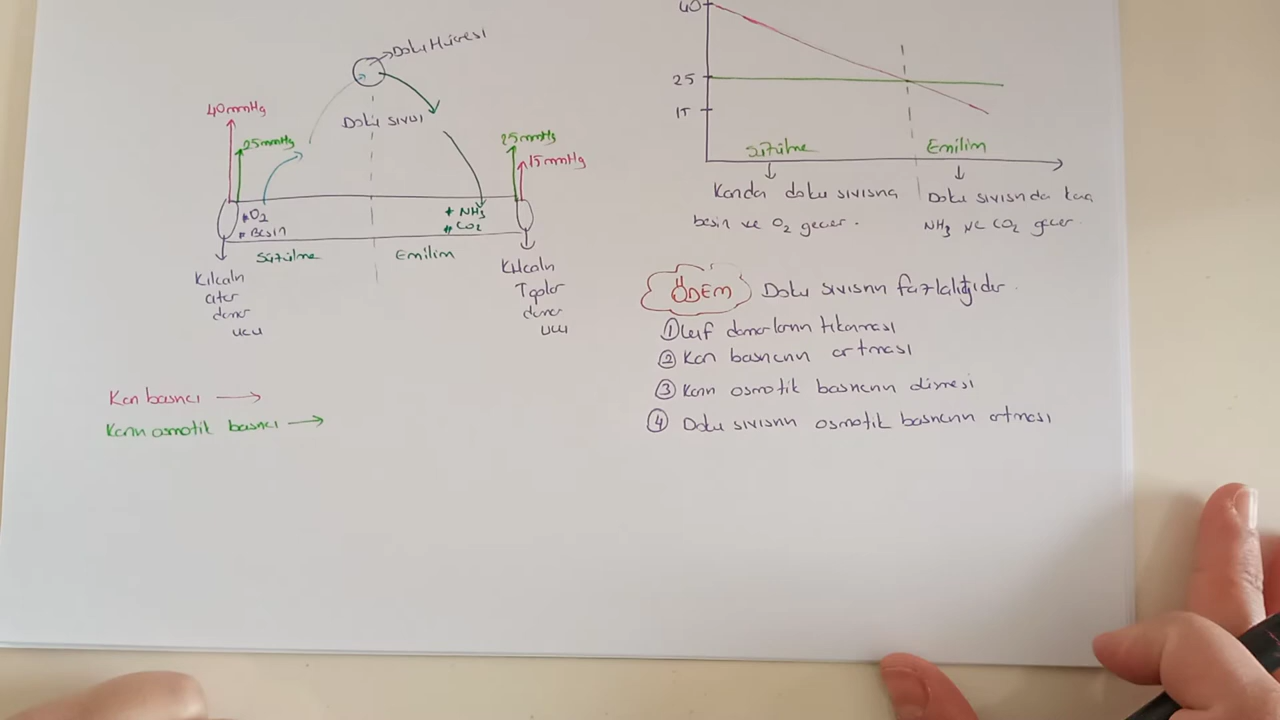 Doku Hücresi
40mmHg
25mmHg
Doku sıvısı
25mmHg
15mmHg
* O₂
* Besin
* NH₃
* CO₂
Süzülme
Emilim
Kılcalın
atar
damar
ucu
Kılcalın
Toplar
damar
ucu
Kan basıncı →
Kanın osmotik basıncı →
40
25
15
Süzülme
Emilim
Kandan doku sıvısına
besin ve O₂ geçer.
Doku sıvısından kana
NH₃ ve CO₂ geçer.
ÖDEM Doku sıvısının fazlalığıdır.
① Lenf damarlarının tıkanması
② Kan basıncının artması
③ Kanın osmotik basıncının düşmesi
④ Doku sıvısının osmotik basıncının artması